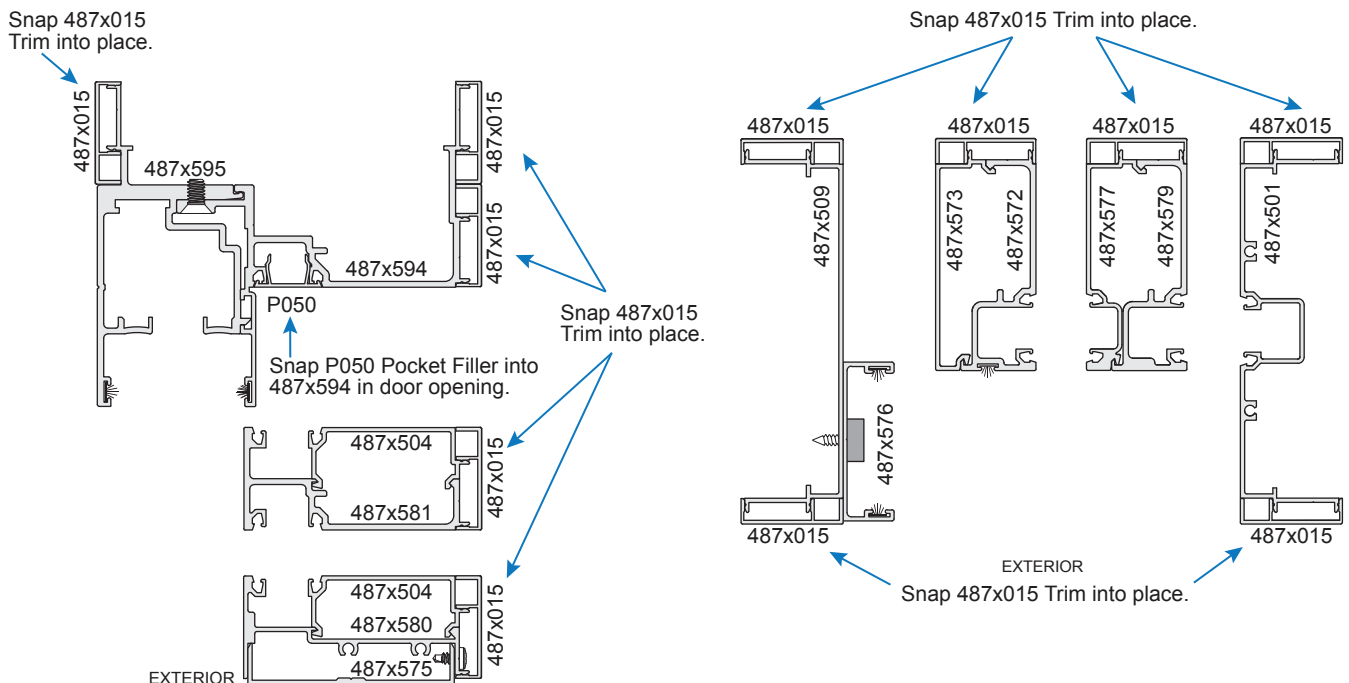 Snap 487x015
Trim into place.
487x015
487x595
487x015
487x015
487x594
P050
Snap P050 Pocket Filler into
487x594 in door opening.
Snap 487x015
Trim into place.
487x504
487x581
487x015
487x504
487x580
487x575
487x015
EXTERIOR
Snap 487x015 Trim into place.
487x015
487x015
487x015
487x015
487x509
487x573
487x572
487x577
487x579
487x501
487x576
487x015
487x015
EXTERIOR
Snap 487x015 Trim into place.